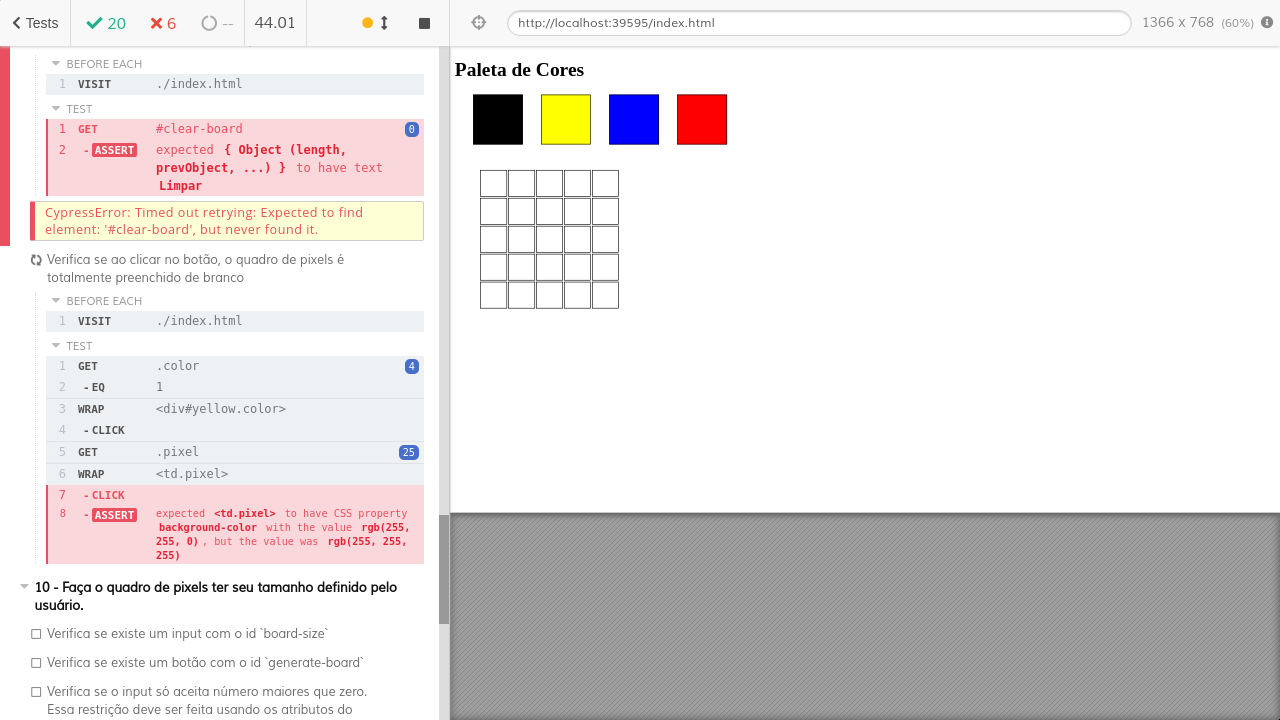 Tests 20 6 -- 44.01 http://localhost:39595/index.html 1366 x 768 (60%)
BEFORE EACH
1 VISIT ./index.html
TEST
1 GET #clear-board 0
2 - ASSERT expected { Object (length,
prevObject, ...) } to have text
Limpar
CypressError: Timed out retrying: Expected to find
element: '#clear-board', but never found it.
Verifica se ao clicar no botão, o quadro de pixels é
totalmente preenchido de branco
BEFORE EACH
1 VISIT ./index.html
TEST
1 GET .color 4
2 - EQ 1
3 WRAP <div#yellow.color>
4 - CLICK
5 GET .pixel 25
6 WRAP <td.pixel>
7 - CLICK
8 - ASSERT expected <td.pixel> to have CSS property
background-color with the value rgb(255,
255, 0) , but the value was rgb(255, 255,
255)
10 - Faça o quadro de pixels ter seu tamanho definido pelo
usuário.
Verifica se existe um input com o id `board-size`
Verifica se existe um botão com o id `generate-board`
Verifica se o input só aceita número maiores que zero.
Essa restrição deve ser feita usando os atributos do
Paleta de Cores